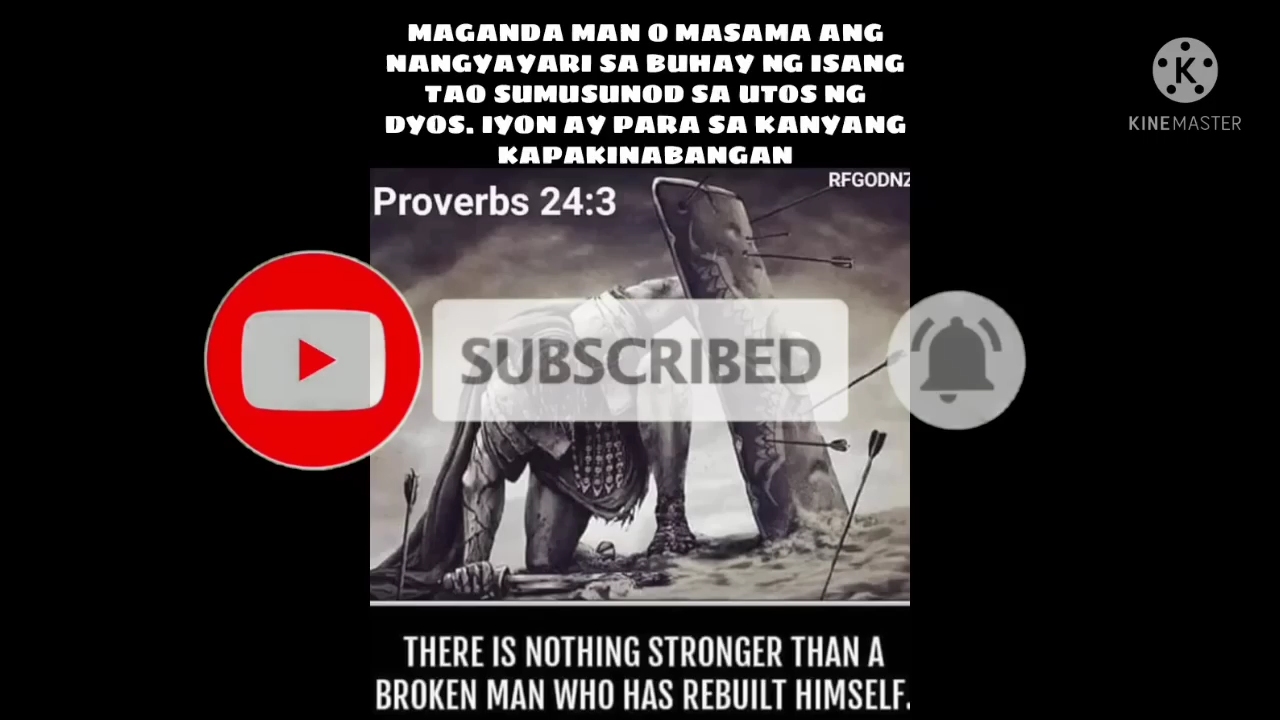 MAGANDA MAN O MASAMA ANG
NANGYAYARI SA BUHAY NG ISANG
TAO SUMUSUNOD SA UTOS NG
DYOS. IYON AY PARA SA KANYANG
KAPAKINABANGAN
K
KINEMASTER
RFGODNZ
Proverbs 24:3
SUBSCRIBED
THERE IS NOTHING STRONGER THAN A
BROKEN MAN WHO HAS REBUILT HIMSELF.